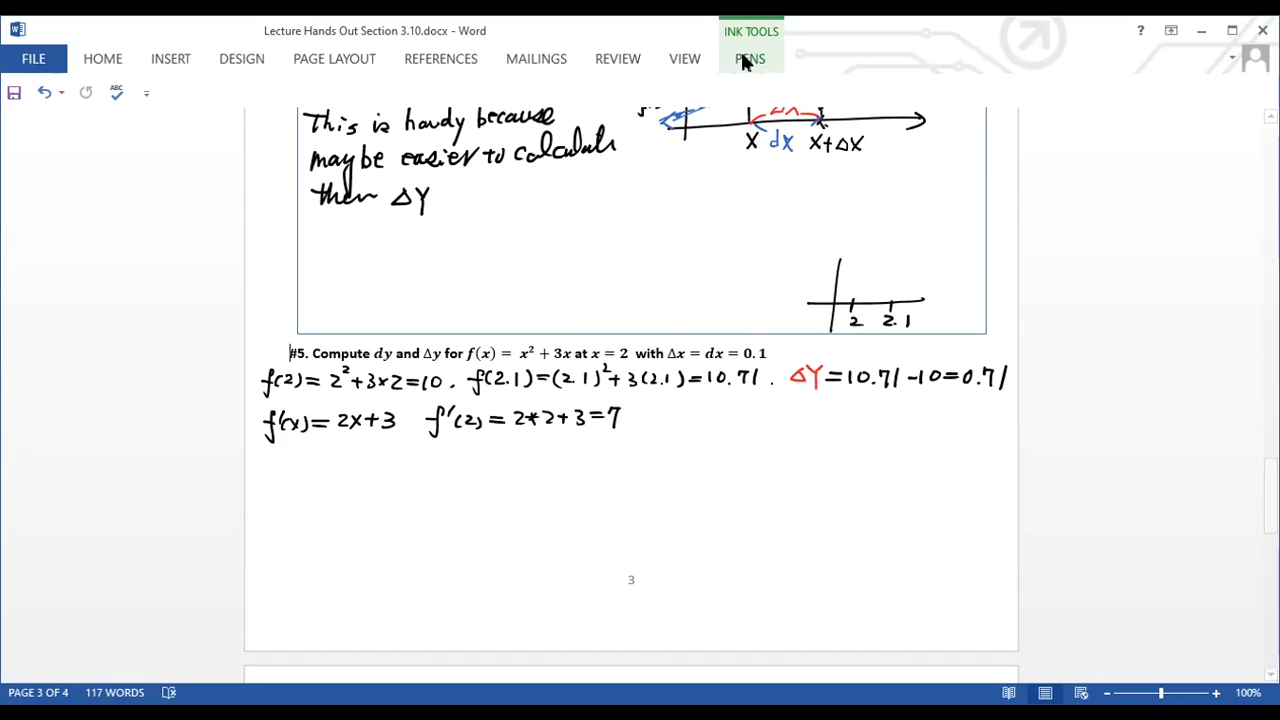 Lecture Hands Out Section 3.10.docx - Word
INK TOOLS
?
FILE HOME INSERT DESIGN PAGE LAYOUT REFERENCES MAILINGS REVIEW VIEW PENS
ABC
This is handy because
may be easier to calculate
then ΔY
Δx
x dx x+Δx
2 2.1
#5. Compute dy and Δy for f(x) = x² + 3x at x = 2 with Δx = dx = 0.1
f(2) = 2² + 3×2 = 10 . f(2.1) = (2.1)² + 3(2.1) = 10.71 . ΔY = 10.71 - 10 = 0.71
f'(x) = 2x + 3 f'(2) = 2*2 + 3 = 7
3
PAGE 3 OF 4 117 WORDS 100%